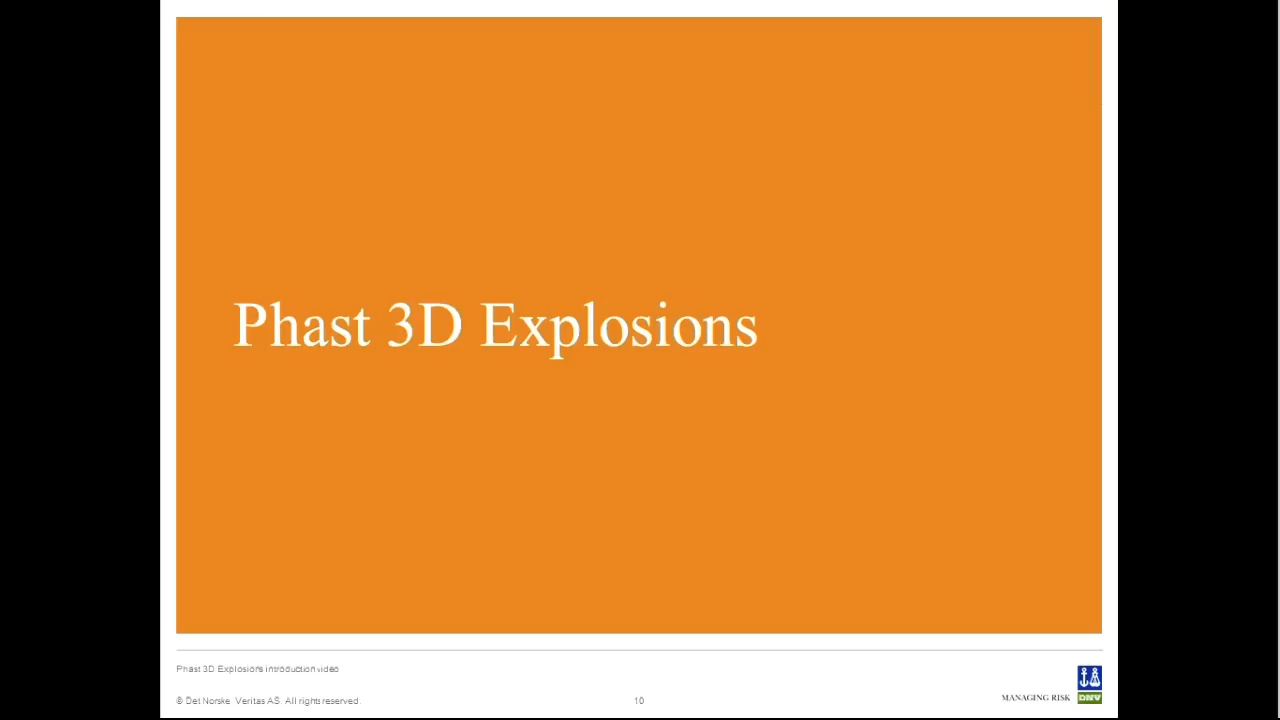 Phast 3D Explosions
Phast 3D Explosions introduction video
© Det Norske Veritas AS. All rights reserved.
10
MANAGING RISK
DNV